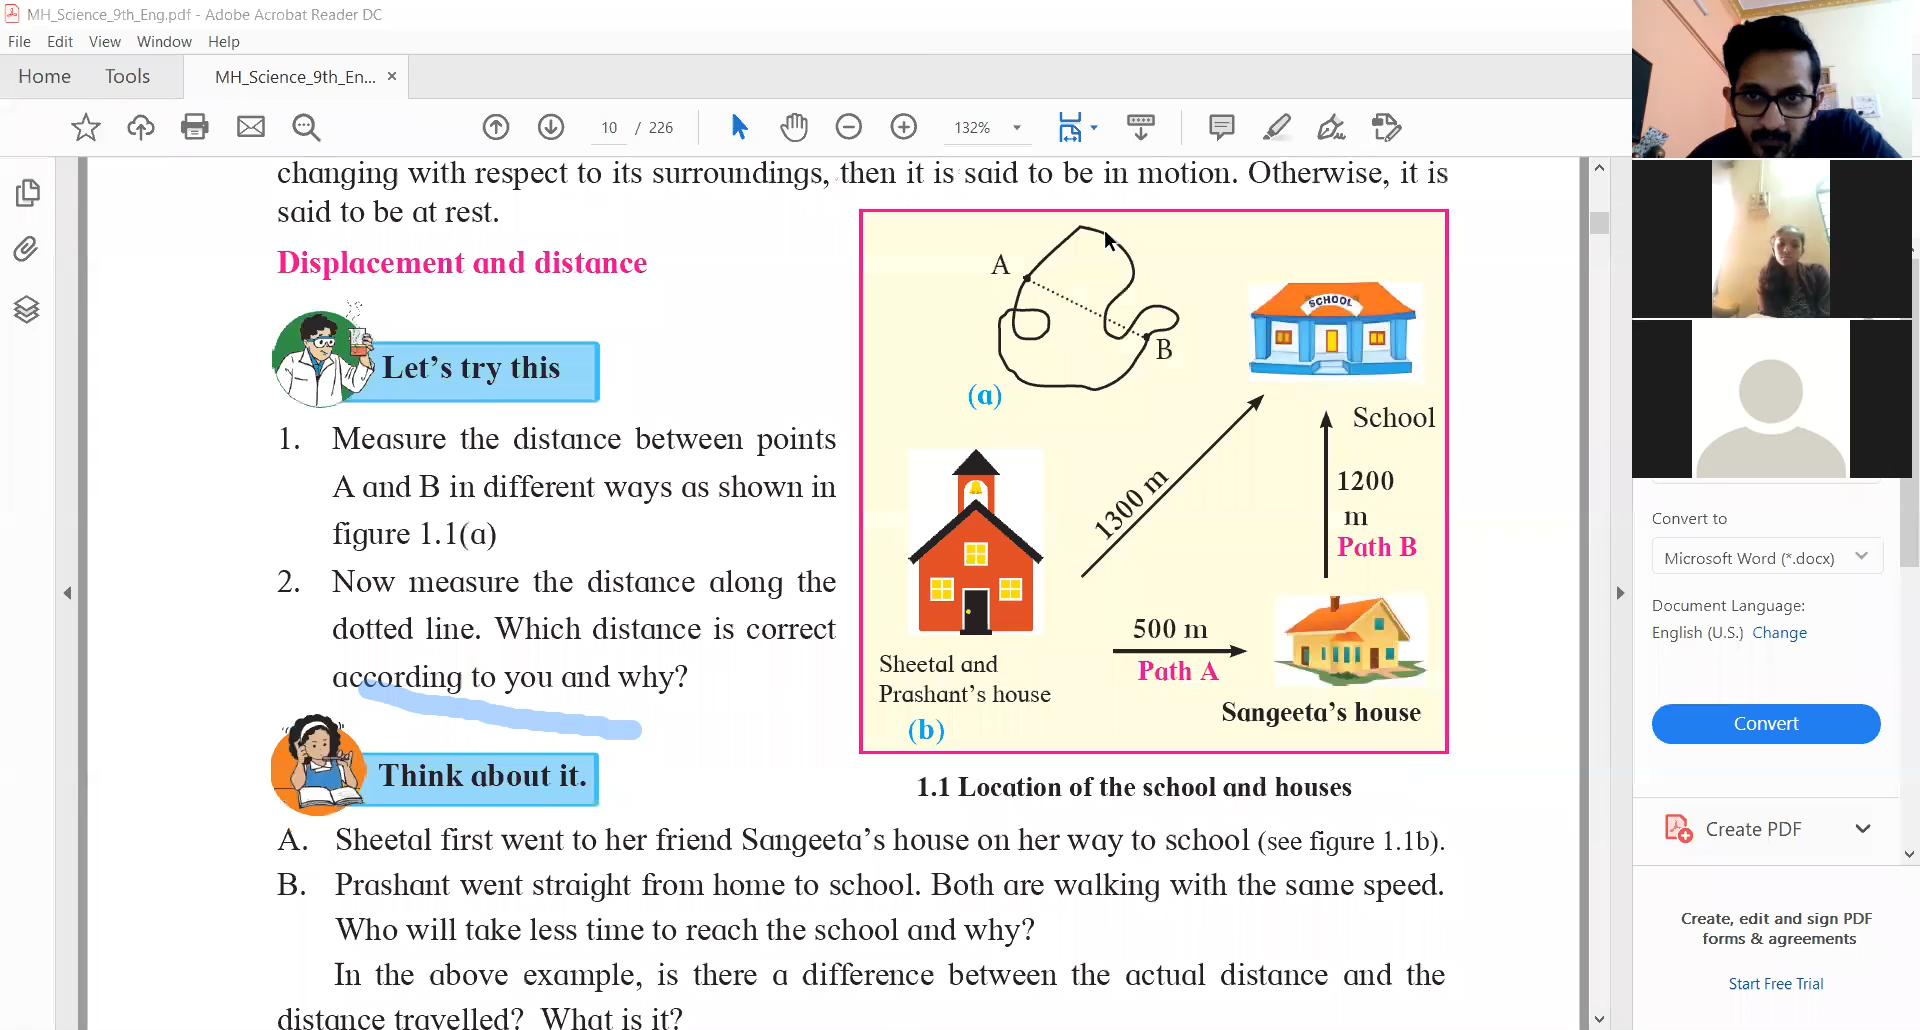 MH_Science_9th_Eng.pdf - Adobe Acrobat Reader DC
File Edit View Window Help
Home Tools MH_Science_9th_En... ×
10 / 226 132%
changing with respect to its surroundings, then it is said to be in motion. Otherwise, it is
said to be at rest.
Displacement and distance
Let's try this
1. Measure the distance between points
A and B in different ways as shown in
figure 1.1(a)
2. Now measure the distance along the
dotted line. Which distance is correct
according to you and why?
A
B
(a)
SCHOOL
School
1300 m
1200
m
Path B
500 m
Path A
Sheetal and
Prashant's house
Sangeeta's house
(b)
1.1 Location of the school and houses
Think about it.
A. Sheetal first went to her friend Sangeeta's house on her way to school (see figure 1.1b).
B. Prashant went straight from home to school. Both are walking with the same speed.
Who will take less time to reach the school and why?
In the above example, is there a difference between the actual distance and the
distance travelled? What is it?
Convert to
Microsoft Word (*.docx)
Document Language:
English (U.S.) Change
Convert
Create PDF
Create, edit and sign PDF
forms & agreements
Start Free Trial